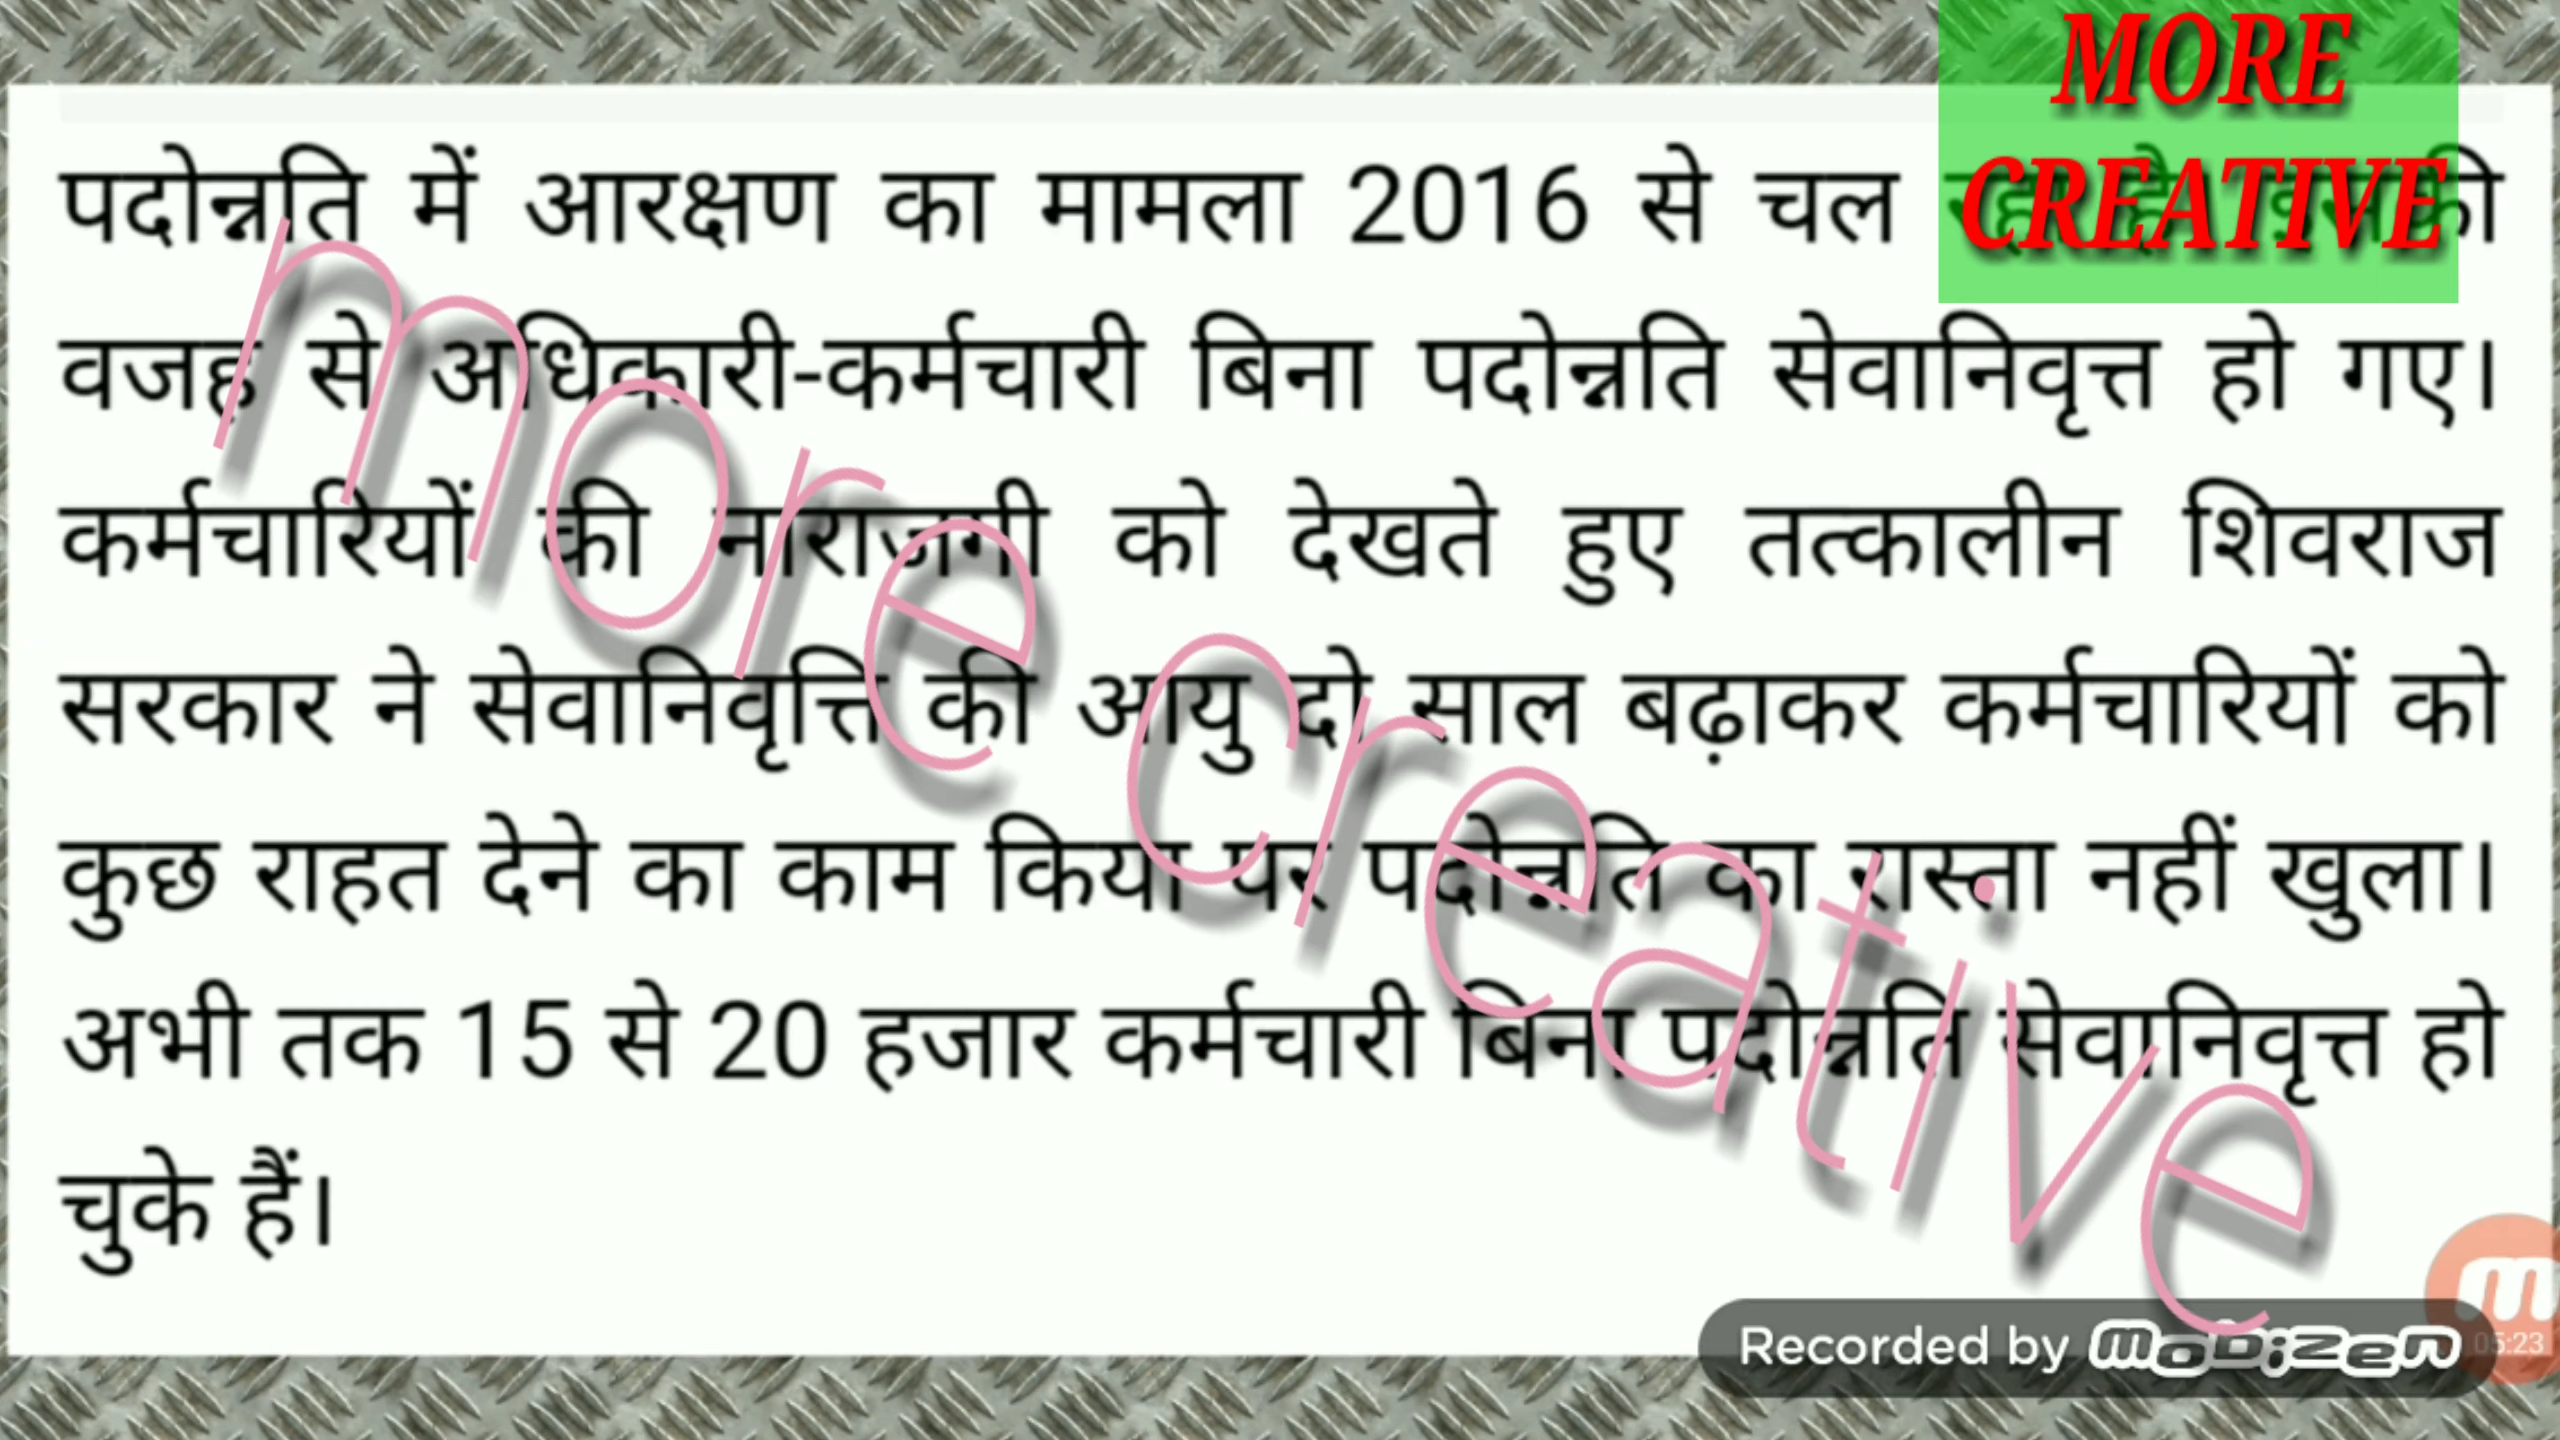 MORE
CREATIVE
पदोन्नति में आरक्षण का मामला 2016 से चल
वजह से अधिकारी-कर्मचारी बिना पदोन्नति सेवानिवृत्त हो गए।
कर्मचारियों की नाराजगी को देखते हुए तत्कालीन शिवराज
सरकार ने सेवानिवृत्ति की आयु दो साल बढ़ाकर कर्मचारियों को
कुछ राहत देने का काम किया पर पदोन्नति का रास्ता नहीं खुला।
अभी तक 15 से 20 हजार कर्मचारी बिना पदोन्नति सेवानिवृत्त हो
चुके हैं।
more creative
Recorded by MoBiZeN
05:23